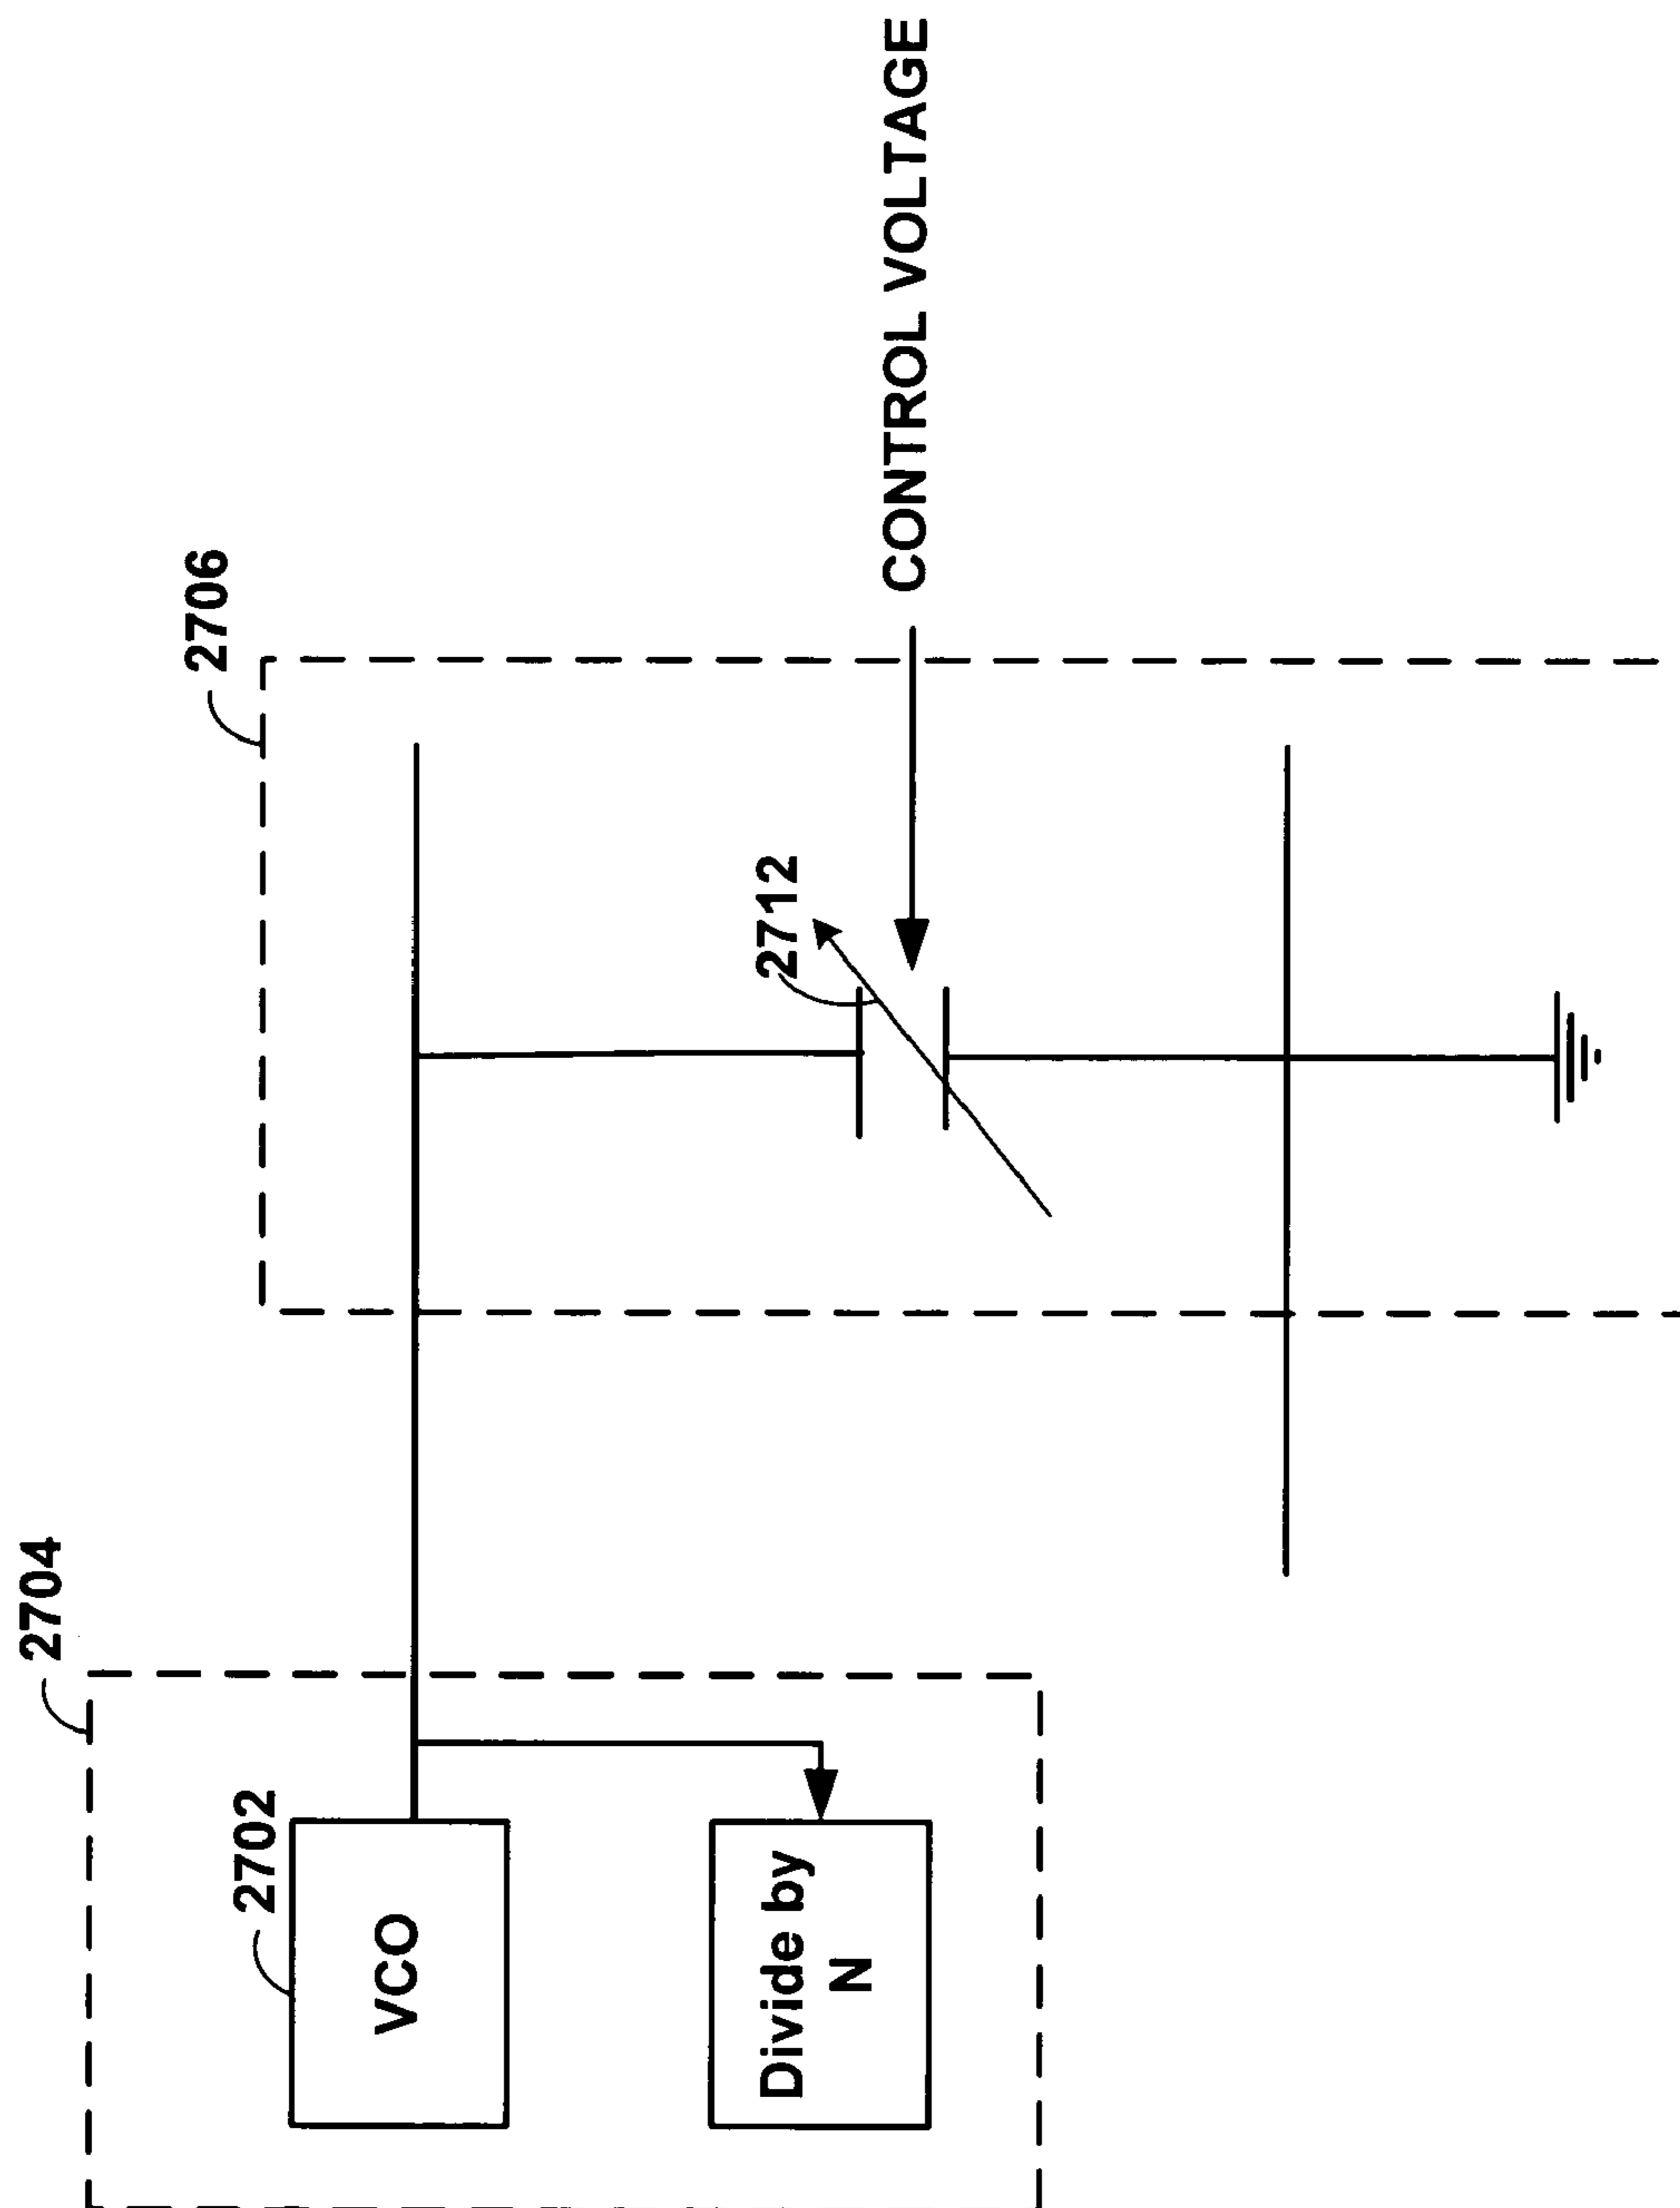 2704
2702
VCO
Divide by
N
2706
2712
CONTROL VOLTAGE